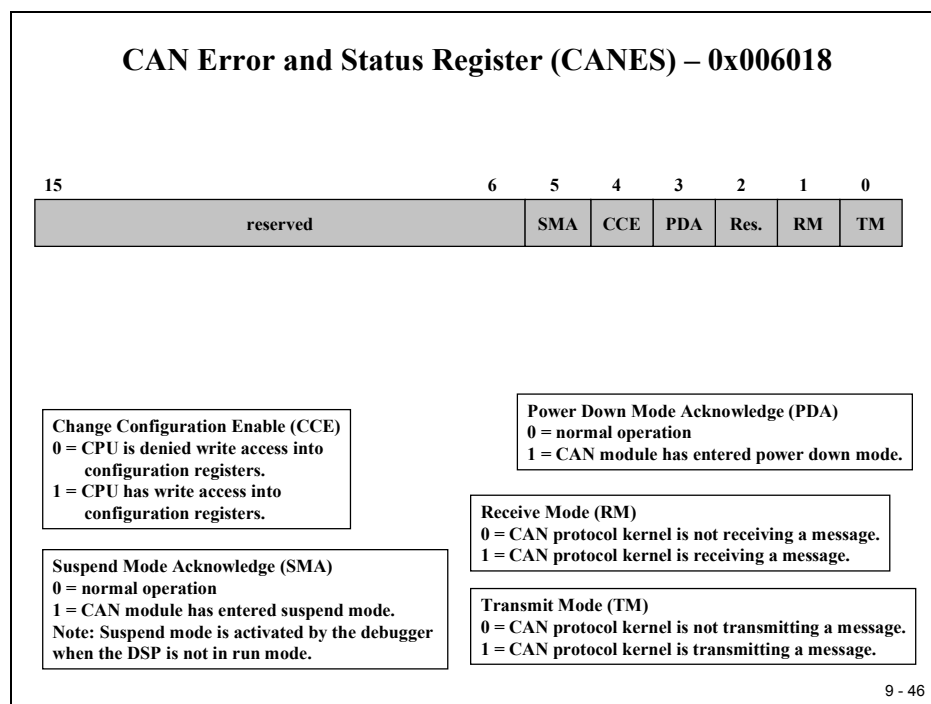 CAN Error and Status Register (CANES) – 0x006018
15 6 5 4 3 2 1 0
reserved SMA CCE PDA Res. RM TM
Change Configuration Enable (CCE)
0 = CPU is denied write access into
configuration registers.
1 = CPU has write access into
configuration registers.
Power Down Mode Acknowledge (PDA)
0 = normal operation
1 = CAN module has entered power down mode.
Suspend Mode Acknowledge (SMA)
0 = normal operation
1 = CAN module has entered suspend mode.
Note: Suspend mode is activated by the debugger
when the DSP is not in run mode.
Receive Mode (RM)
0 = CAN protocol kernel is not receiving a message.
1 = CAN protocol kernel is receiving a message.
Transmit Mode (TM)
0 = CAN protocol kernel is not transmitting a message.
1 = CAN protocol kernel is transmitting a message.
9 - 46